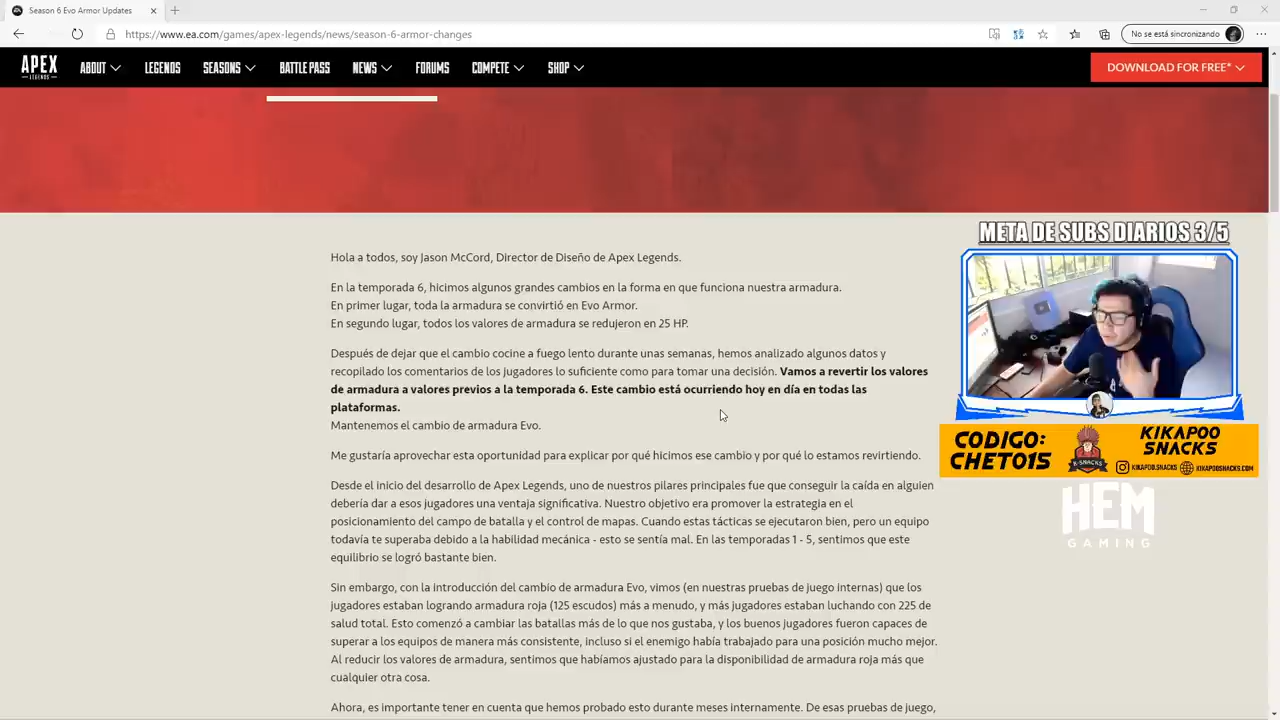 Season 6 Evo Armor Updates
https://www.ea.com/games/apex-legends/news/season-6-armor-changes
No se está sincronizando
APEX
LEGENDS
ABOUT
LEGENDS
SEASONS
BATTLE PASS
NEWS
FORUMS
COMPETE
SHOP
DOWNLOAD FOR FREE*
Hola a todos, soy Jason McCord, Director de Diseño de Apex Legends.
En la temporada 6, hicimos algunos grandes cambios en la forma en que funciona nuestra armadura.
En primer lugar, toda la armadura se convirtió en Evo Armor.
En segundo lugar, todos los valores de armadura se redujeron en 25 HP.
Después de dejar que el cambio cocine a fuego lento durante unas semanas, hemos analizado algunos datos y
recopilado los comentarios de los jugadores lo suficiente como para tomar una decisión. Vamos a revertir los valores
de armadura a valores previos a la temporada 6. Este cambio está ocurriendo hoy en día en todas las
plataformas.
Mantenemos el cambio de armadura Evo.
Me gustaría aprovechar esta oportunidad para explicar por qué hicimos ese cambio y por qué lo estamos revirtiendo.
Desde el inicio del desarrollo de Apex Legends, uno de nuestros pilares principales fue que conseguir la caída en alguien
debería dar a esos jugadores una ventaja significativa. Nuestro objetivo era promover la estrategia en el
posicionamiento del campo de batalla y el control de mapas. Cuando estas tácticas se ejecutaron bien, pero un equipo
todavía te superaba debido a la habilidad mecánica - esto se sentía mal. En las temporadas 1 - 5, sentimos que este
equilibrio se logró bastante bien.
Sin embargo, con la introducción del cambio de armadura Evo, vimos (en nuestras pruebas de juego internas) que los
jugadores estaban logrando armadura roja (125 escudos) más a menudo, y más jugadores estaban luchando con 225 de
salud total. Esto comenzó a cambiar las batallas más de lo que nos gustaba, y los buenos jugadores fueron capaces de
superar a los equipos de manera más consistente, incluso si el enemigo había trabajado para una posición mucho mejor.
Al reducir los valores de armadura, sentimos que habíamos ajustado para la disponibilidad de armadura roja más que
cualquier otra cosa.
Ahora, es importante tener en cuenta que hemos probado esto durante meses internamente. De esas pruebas de juego,
META DE SUBS DIARIOS 3/5
CODIGO:
CHETO15
K-SNACKS
KIKAPOO
SNACKS
KIKAPOO.SNACKS
KIKAPOOSNACKS.COM
HEM
GAMING